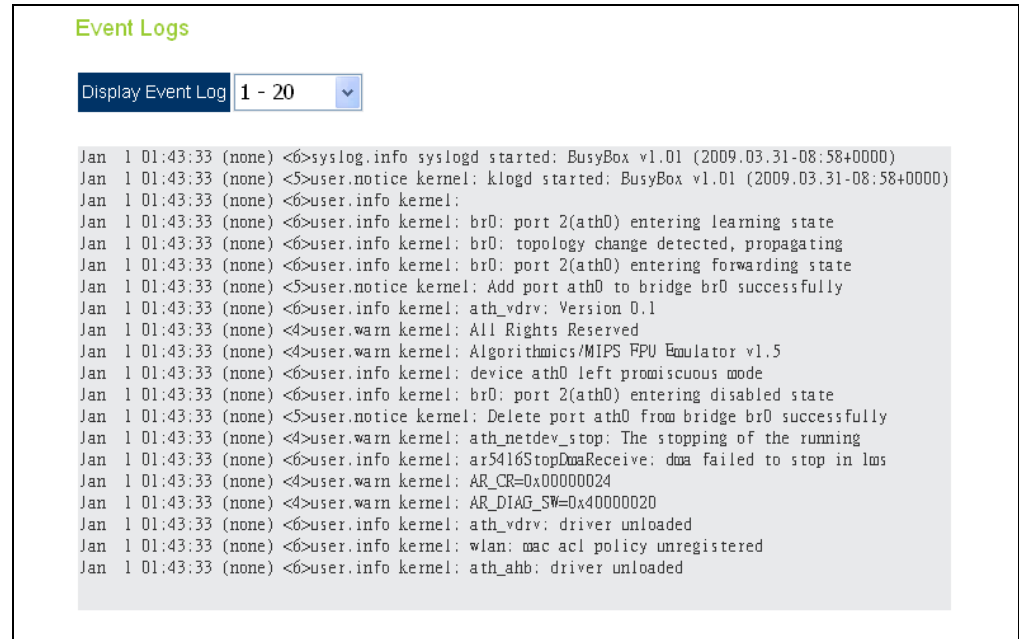 Event Logs
Display Event Log 1 - 20
Jan  1 01:43:33 (none) <6>syslog.info syslogd started: BusyBox v1.01 (2009.03.31-08:58+0000)
Jan  1 01:43:33 (none) <5>user.notice kernel: klogd started: BusyBox v1.01 (2009.03.31-08:58+0000)
Jan  1 01:43:33 (none) <6>user.info kernel:
Jan  1 01:43:33 (none) <6>user.info kernel: br0: port 2(ath0) entering learning state
Jan  1 01:43:33 (none) <6>user.info kernel: br0: topology change detected, propagating
Jan  1 01:43:33 (none) <6>user.info kernel: br0: port 2(ath0) entering forwarding state
Jan  1 01:43:33 (none) <5>user.notice kernel: Add port ath0 to bridge br0 successfully
Jan  1 01:43:33 (none) <6>user.info kernel: ath_vdrv: Version 0.1
Jan  1 01:43:33 (none) <4>user.warn kernel: All Rights Reserved
Jan  1 01:43:33 (none) <4>user.warn kernel: Algorithmics/MIPS FPU Emulator v1.5
Jan  1 01:43:33 (none) <6>user.info kernel: device ath0 left promiscuous mode
Jan  1 01:43:33 (none) <6>user.info kernel: br0: port 2(ath0) entering disabled state
Jan  1 01:43:33 (none) <5>user.notice kernel: Delete port ath0 from bridge br0 successfully
Jan  1 01:43:33 (none) <4>user.warn kernel: ath_netdev_stop: The stopping of the running
Jan  1 01:43:33 (none) <6>user.info kernel: ar5416StopDmaReceive: dma failed to stop in 1ms
Jan  1 01:43:33 (none) <4>user.warn kernel: AR_CR=0x00000024
Jan  1 01:43:33 (none) <4>user.warn kernel: AR_DIAG_SW=0x40000020
Jan  1 01:43:33 (none) <6>user.info kernel: ath_vdrv: driver unloaded
Jan  1 01:43:33 (none) <6>user.info kernel: wlan: mac acl policy unregistered
Jan  1 01:43:33 (none) <6>user.info kernel: ath_ahb: driver unloaded